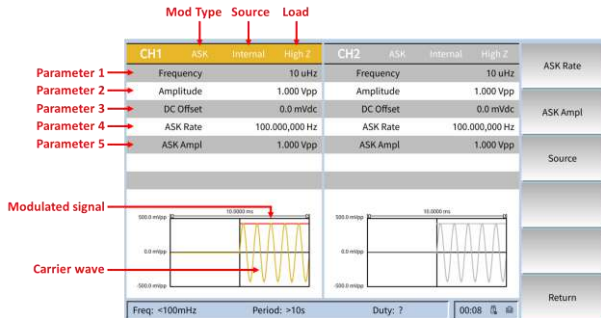 Mod Type Source Load
CH1 ASK Internal High Z CH2 ASK Internal High Z ASK Rate
Parameter 1 Frequency 10 uHz Frequency 10 uHz
Parameter 2 Amplitude 1.000 Vpp Amplitude 1.000 Vpp
Parameter 3 DC Offset 0.0 mVdc DC Offset 0.0 mVdc ASK Ampl
Parameter 4 ASK Rate 100.000,000 Hz ASK Rate 100.000,000 Hz
Parameter 5 ASK Ampl 1.000 Vpp ASK Ampl 1.000 Vpp
Source
Modulated signal 500.0 mVpp 10.0000 ms 500.0 mVpp 10.0000 ms
0.0 mVpp 0.0 mVpp
Carrier wave
-500.0 mVpp -500.0 mVpp
Return
Freq: <100mHz Period: >10s Duty: ? 00:08